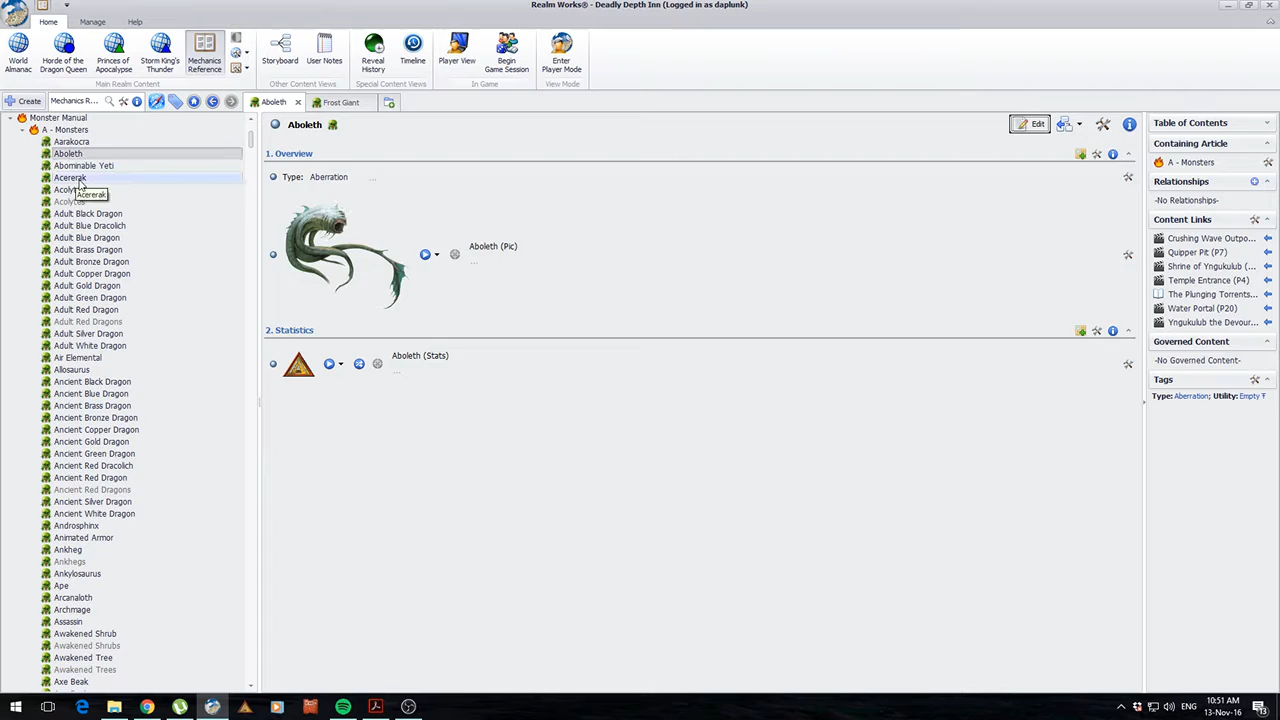 Realm Works® - Deadly Depth Inn (Logged in as daplunk)
Home
Manage
Help
World Almanac
Horde of the Dragon Queen
Princes of Apocalypse
Storm King's Thunder
Mechanics Reference
Storyboard
User Notes
Reveal History
Timeline
Player View
Begin Game Session
Enter Player Mode
Main Realm Content
Other Content Views
Special Content Views
In Game
View Mode
Create
Mechanics R...
Aboleth
Frost Giant
Monster Manual
A - Monsters
Aarakocra
Aboleth
Abominable Yeti
Acererak
Acererak
Acolytes
Adult Black Dragon
Adult Blue Dracolich
Adult Blue Dragon
Adult Brass Dragon
Adult Bronze Dragon
Adult Copper Dragon
Adult Gold Dragon
Adult Green Dragon
Adult Red Dragon
Adult Red Dragons
Adult Silver Dragon
Adult White Dragon
Air Elemental
Allosaurus
Ancient Black Dragon
Ancient Blue Dragon
Ancient Brass Dragon
Ancient Bronze Dragon
Ancient Copper Dragon
Ancient Gold Dragon
Ancient Green Dragon
Ancient Red Dracolich
Ancient Red Dragon
Ancient Red Dragons
Ancient Silver Dragon
Ancient White Dragon
Androsphinx
Animated Armor
Ankheg
Ankhegs
Ankylosaurus
Ape
Arcanaloth
Archmage
Assassin
Awakened Shrub
Awakened Shrubs
Awakened Tree
Awakened Trees
Axe Beak
Aboleth
Edit
1. Overview
Type: Aberration ...
Aboleth (Pic)
...
2. Statistics
Aboleth (Stats)
...
Table of Contents
Containing Article
A - Monsters
Relationships
-No Relationships-
Content Links
Crushing Wave Outpo...
Quipper Pit (P7)
Shrine of Yngukulub (...
Temple Entrance (P4)
The Plunging Torrents...
Water Portal (P20)
Yngukulub the Devour...
Governed Content
-No Governed Content-
Tags
Type: Aberration; Utility: Empty
ENG
10:51 AM
13-Nov-16